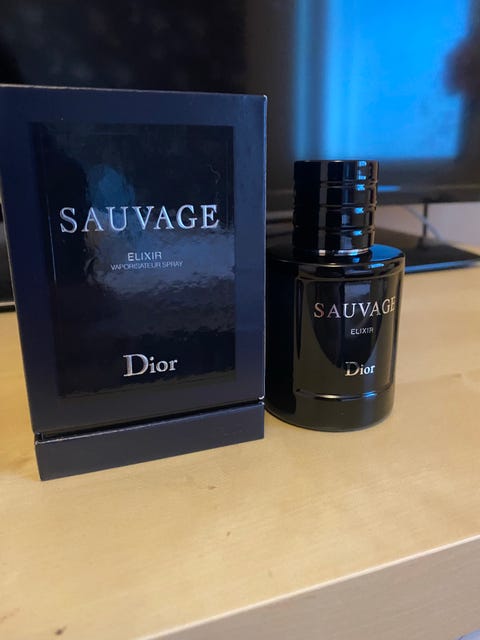 SAUVAGE
ELIXIR
VAPORISATEUR SPRAY
Dior
SAUVAGE
ELIXIR
Dior